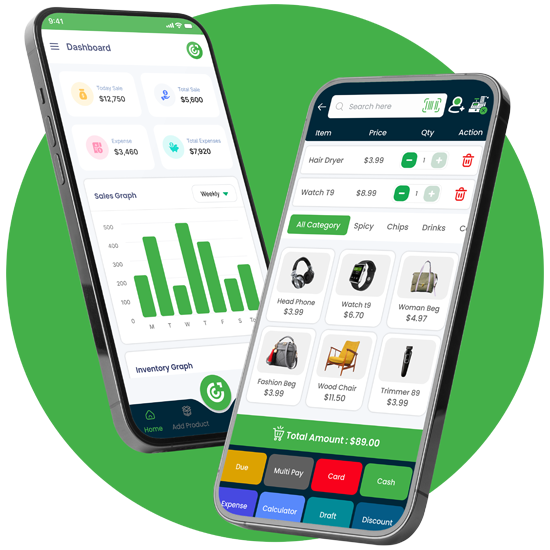 9:41
Dashboard
Today Sale
$12,750
Total Sale
$5,600
Expense
$3,460
Total Expenses
$7,920
Sales Graph
Weekly
500
400
300
200
100
0
M T W T F S
Inventory Graph
Home
Add Product
Search here
Item Price Qty Action
Hair Dryer $3.99 1
Watch T9 $8.99 1
All Category Spicy Chips Drinks
Head Phone
$3.99
Watch t9
$6.70
Woman Beg
$4.97
Fashion Beg
$3.99
Wood Chair
$11.50
Trimmer 89
$3.99
Total Amount : $89.00
Due Multi Pay Card Cash
Expense Calculator Draft Discount